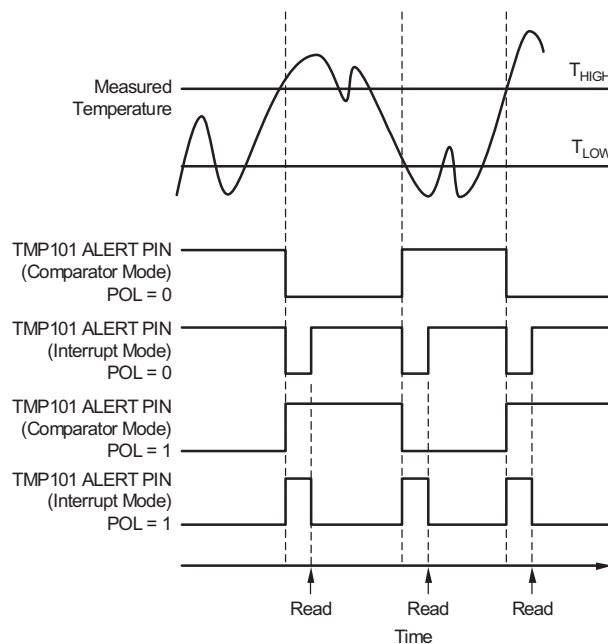 Measured
Temperature
THIGH
TLOW
TMP101 ALERT PIN
(Comparator Mode)
POL = 0
TMP101 ALERT PIN
(Interrupt Mode)
POL = 0
TMP101 ALERT PIN
(Comparator Mode)
POL = 1
TMP101 ALERT PIN
(Interrupt Mode)
POL = 1
Read Read Read
Time